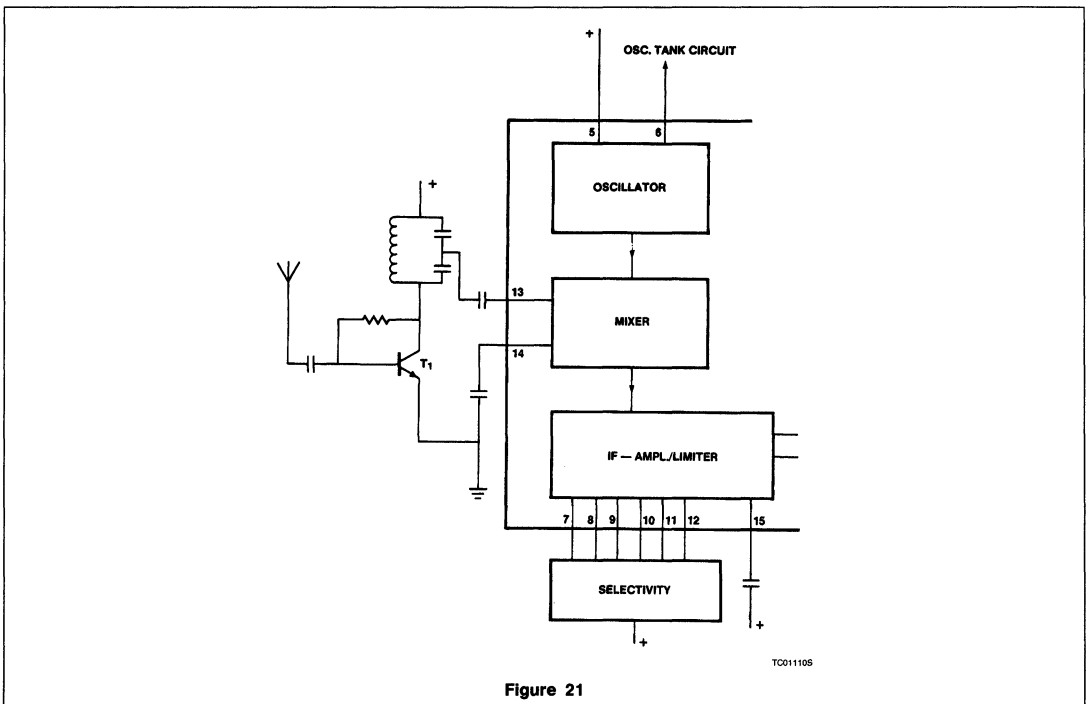 +
OSC. TANK CIRCUIT
5 6
OSCILLATOR
+
13
MIXER
14
T1
IF — AMPL./LIMITER
7 8 9 10 11 12 15
SELECTIVITY
+
+
TC01110S
Figure 21